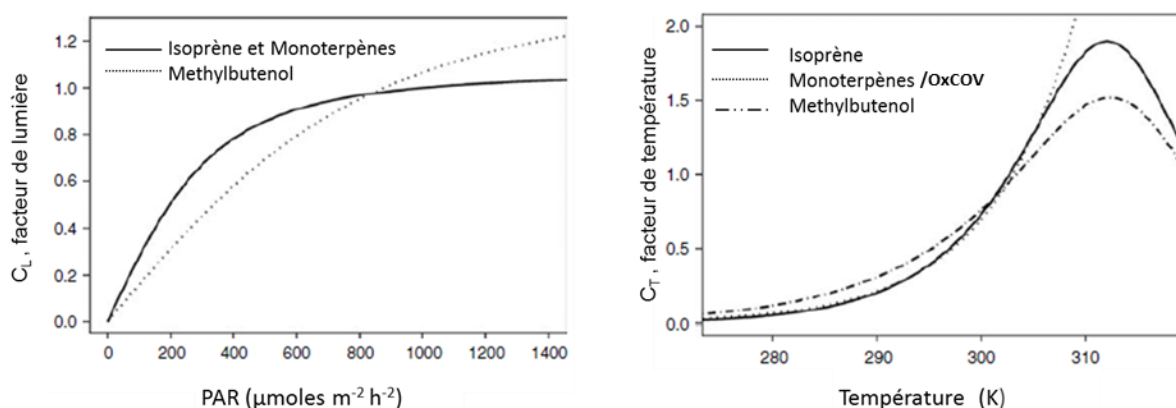 C_L , facteur de lumière
1.2
1.0
0.8
0.6
0.4
0.2
0.0
Isoprène et Monoterpènes
Methylbutenol
0 200 400 600 800 1000 1200 1400
PAR (µmoles m⁻² h⁻²)
C_T , facteur de température
2.0
1.5
1.0
0.5
0.0
Isoprène
Monoterpènes /OxCOV
Methylbutenol
280 290 300 310
Température (K)